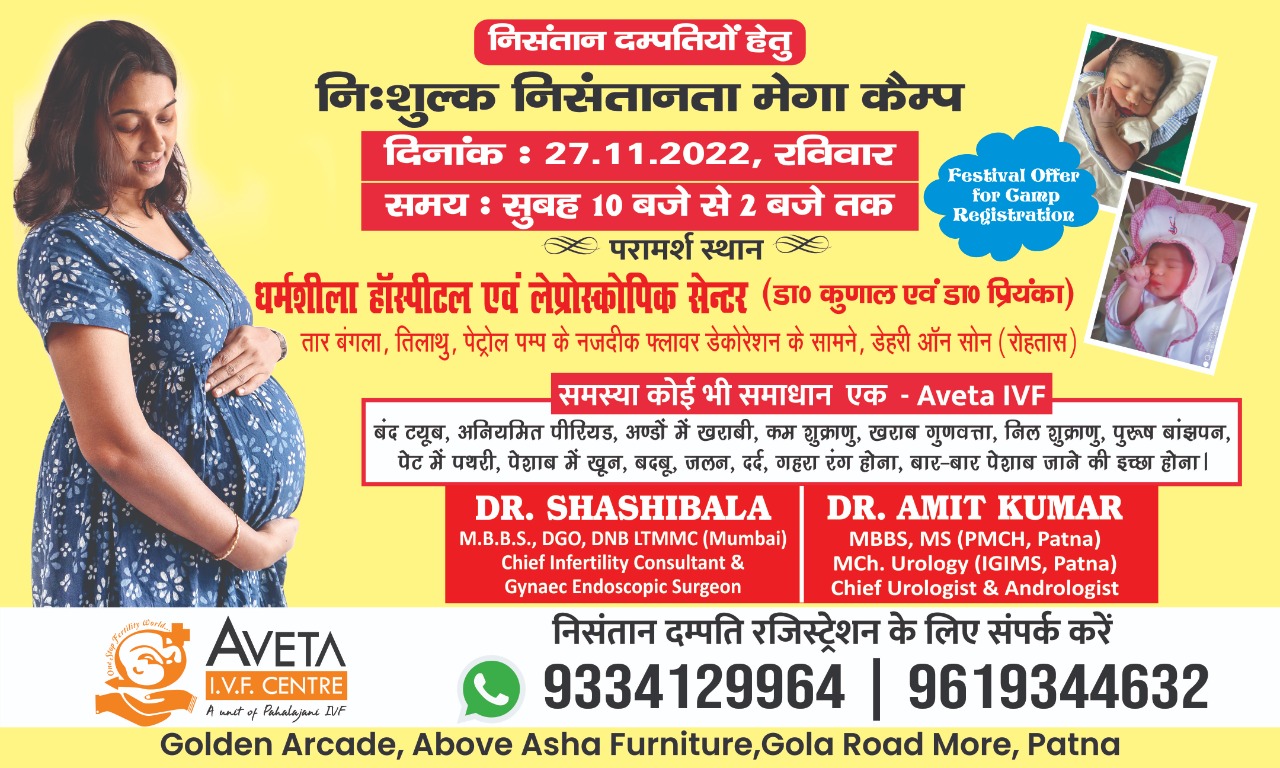 निसंतान दम्पतियों हेतु
निःशुल्क निसंतानता मेगा कैम्प
दिनांक : 27.11.2022, रविवार
समय : सुबह 10 बजे से 2 बजे तक
Festival Offer
for Camp
Registration
परामर्श स्थान
धर्मशीला हॉस्पीटल एवं लेप्रोस्कोपिक सेन्टर (डा० कुणाल एवं डा० प्रियंका)
तार बंगला, तिलाथु, पेट्रोल पम्प के नजदीक फ्लावर डेकोरेशन के सामने, डेहरी ऑन सोन (रोहतास)
समस्या कोई भी समाधान एक - Aveta IVF
बंद टयूब, अनियमित पीरियड, अण्डों में खराबी, कम शुक्राणु, खराब गुणवत्ता, निल शुक्राणु, पुरूष बांझपन,
पेट में पथरी, पेशाब में खून, बदबू, जलन, दर्द, गहरा रंग होना, बार-बार पेशाब जाने की इच्छा होना।
DR. SHASHIBALA
M.B.B.S., DGO, DNB LTMMC (Mumbai)
Chief Infertility Consultant &
Gynaec Endoscopic Surgeon
DR. AMIT KUMAR
MBBS, MS (PMCH, Patna)
MCh. Urology (IGIMS, Patna)
Chief Urologist & Andrologist
One Stop Fertility World...
AVETA
I.V.F. CENTRE
A unit of Pahalajani IVF
निसंतान दम्पति रजिस्ट्रेशन के लिए संपर्क करें
9334129964 | 9619344632
Golden Arcade, Above Asha Furniture,Gola Road More, Patna